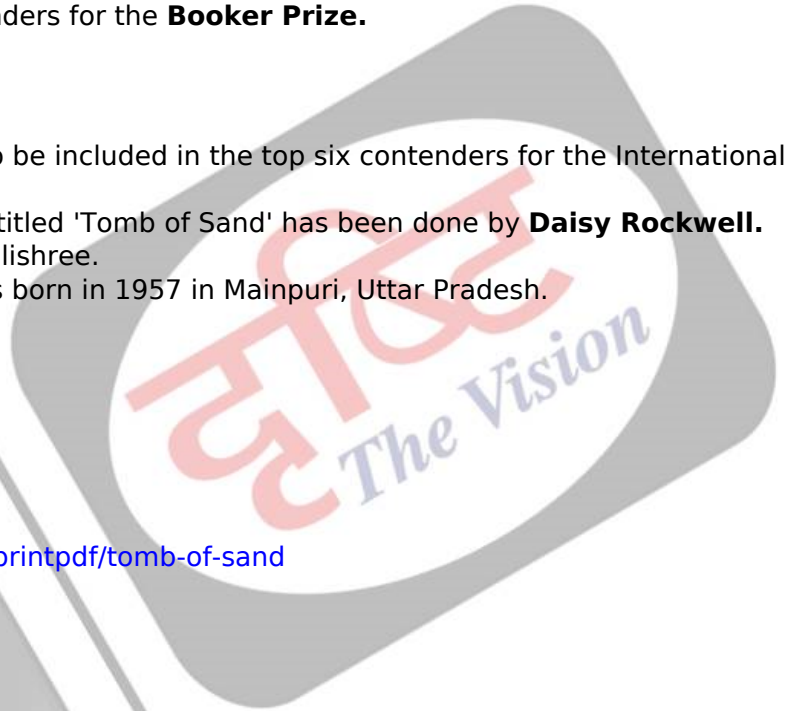 nders for the Booker Prize.
o be included in the top six contenders for the International
titled 'Tomb of Sand' has been done by Daisy Rockwell.
lishree.
s born in 1957 in Mainpuri, Uttar Pradesh.
दृष्टि
The Vision
printpdf/tomb-of-sand